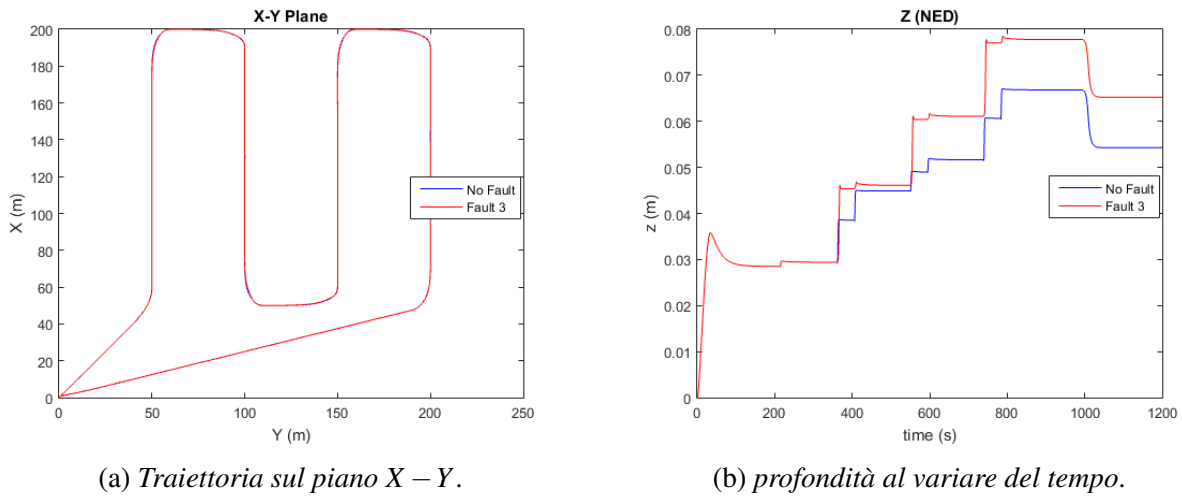 X-Y Plane
200
180
160
140
120
100
80
60
40
20
0
X (m)
No Fault
Fault 3
0
50
100
150
200
250
Y (m)
(a) Traiettoria sul piano X − Y.
Z (NED)
0.08
0.07
0.06
0.05
0.04
0.03
0.02
0.01
0
z (m)
No Fault
Fault 3
0
200
400
600
800
1000
1200
time (s)
(b) profondità al variare del tempo.